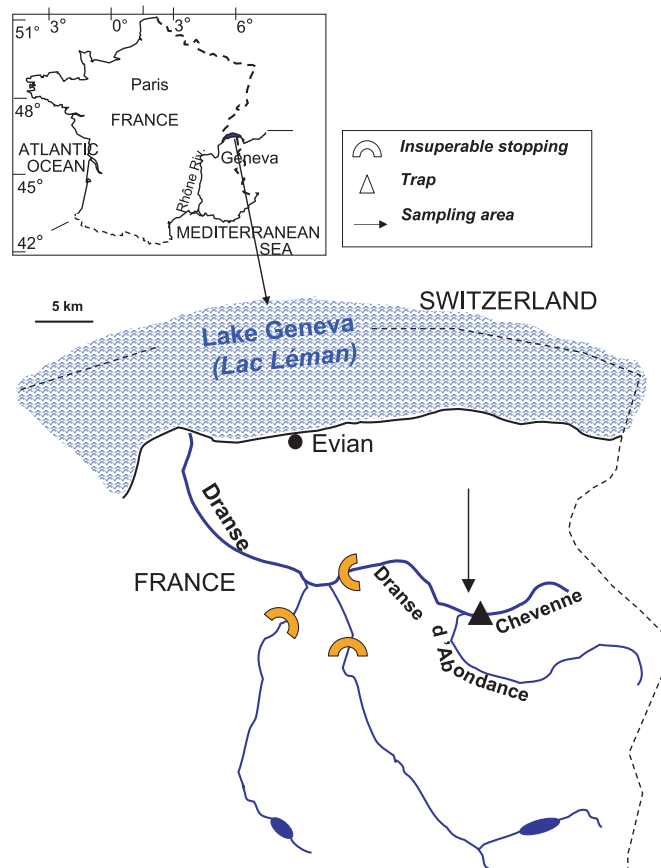 51°
3°
0°
3°
6°
Paris
48°
FRANCE
ATLANTIC
OCEAN
Geneva
45°
Rhône Riv.
MEDITERRANEAN
SEA
42°
Insuperable stopping
Trap
Sampling area
5 km
SWITZERLAND
Lake Geneva
(Lac Léman)
Evian
Dranse
FRANCE
Dranse
d'Abondance
Chevenne